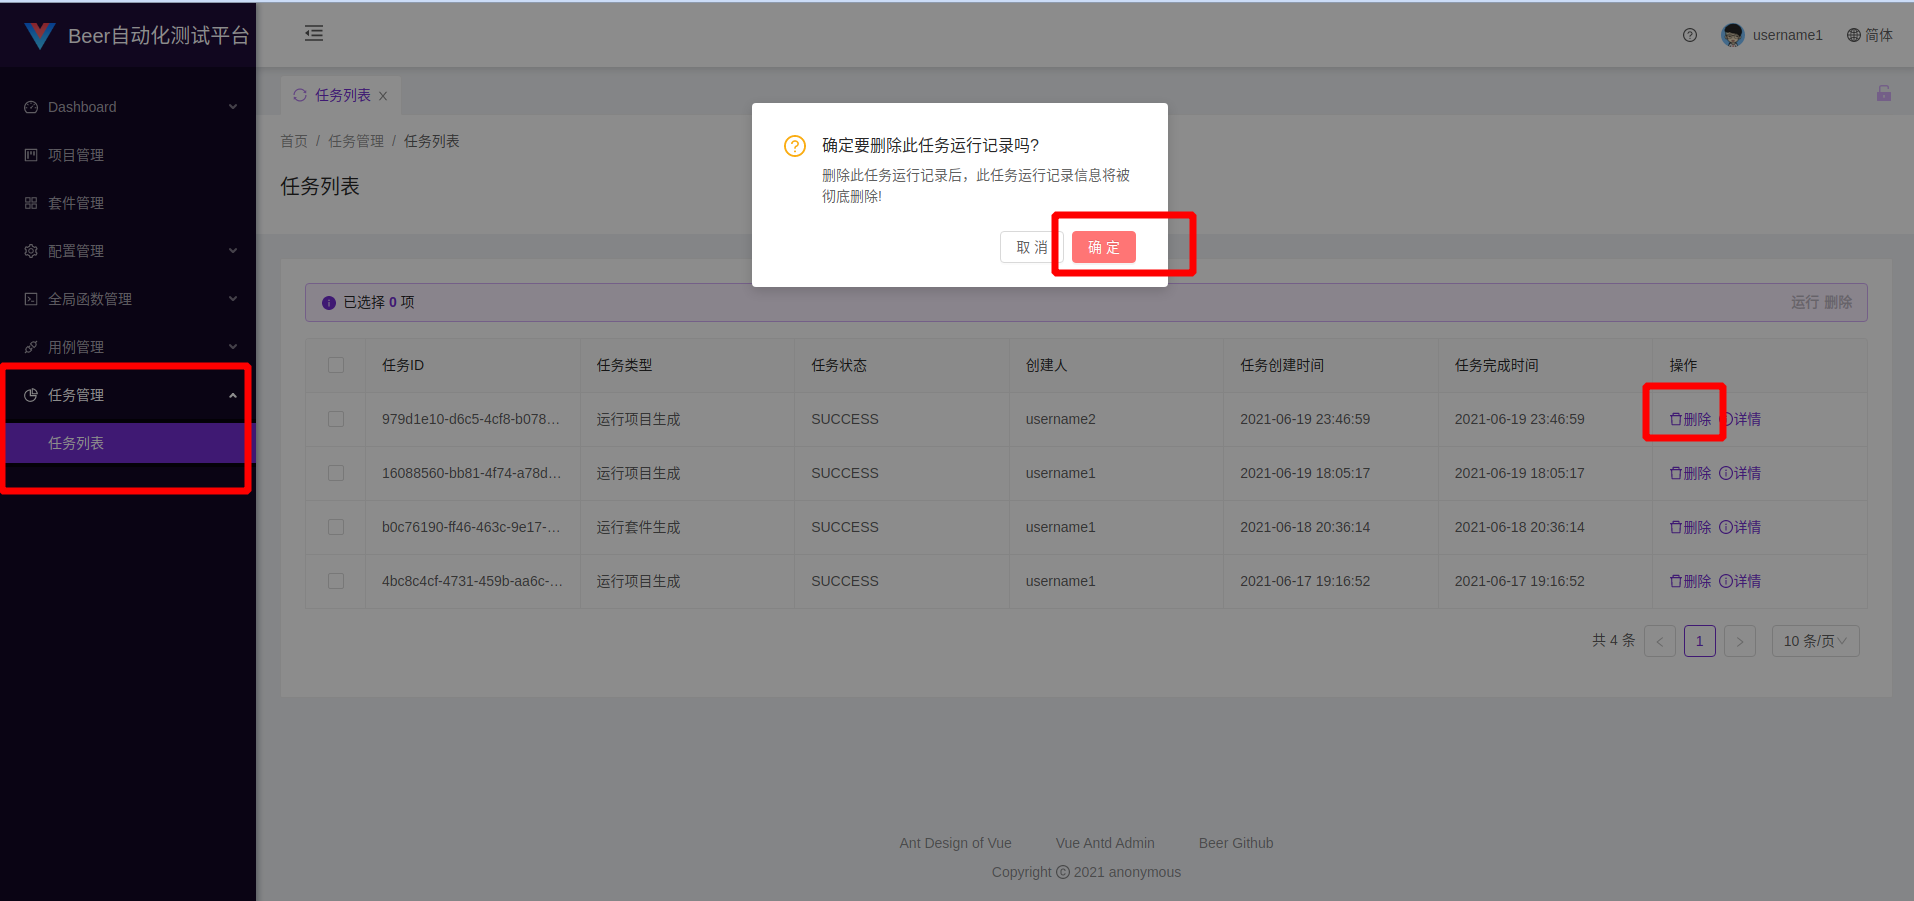 Beer自动化测试平台
username1
简体
Dashboard
项目管理
套件管理
配置管理
全局函数管理
用例管理
任务管理
任务列表
任务列表
首页 / 任务管理 / 任务列表
任务列表
确定要删除此任务运行记录吗?
删除此任务运行记录后，此任务运行记录信息将被
彻底删除!
取 消 确 定
已选择 0 项 运行 删除
任务ID 任务类型 任务状态 创建人 任务创建时间 任务完成时间 操作
979d1e10-d6c5-4cf8-b078... 运行项目生成 SUCCESS username2 2021-06-19 23:46:59 2021-06-19 23:46:59 删除 详情
16088560-bb81-4f74-a78d... 运行项目生成 SUCCESS username1 2021-06-19 18:05:17 2021-06-19 18:05:17 删除 详情
b0c76190-ff46-463c-9e17-... 运行套件生成 SUCCESS username1 2021-06-18 20:36:14 2021-06-18 20:36:14 删除 详情
4bc8c4cf-4731-459b-aa6c-... 运行项目生成 SUCCESS username1 2021-06-17 19:16:52 2021-06-17 19:16:52 删除 详情
共 4 条 < 1 > 10 条/页
Ant Design of Vue Vue Antd Admin Beer Github
Copyright © 2021 anonymous